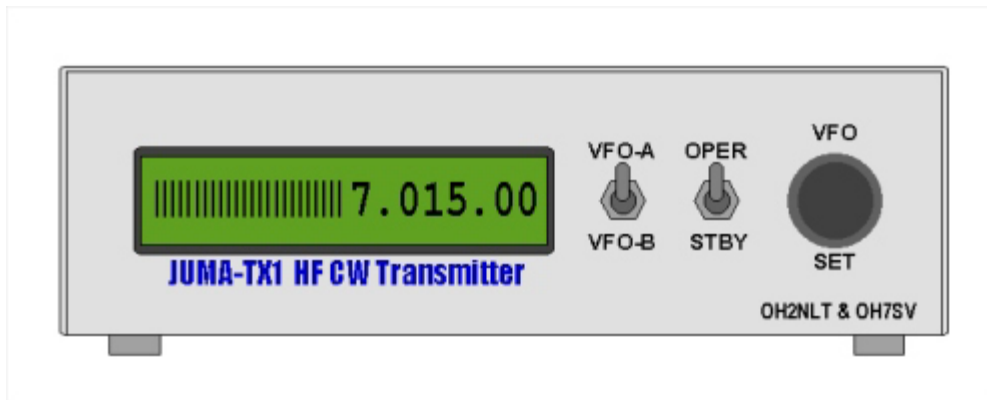 7.015.00
JUMA-TX1 HF CW Transmitter
VFO-A
VFO-B
OPER
STBY
VFO
SET
OH2NLT & OH7SV